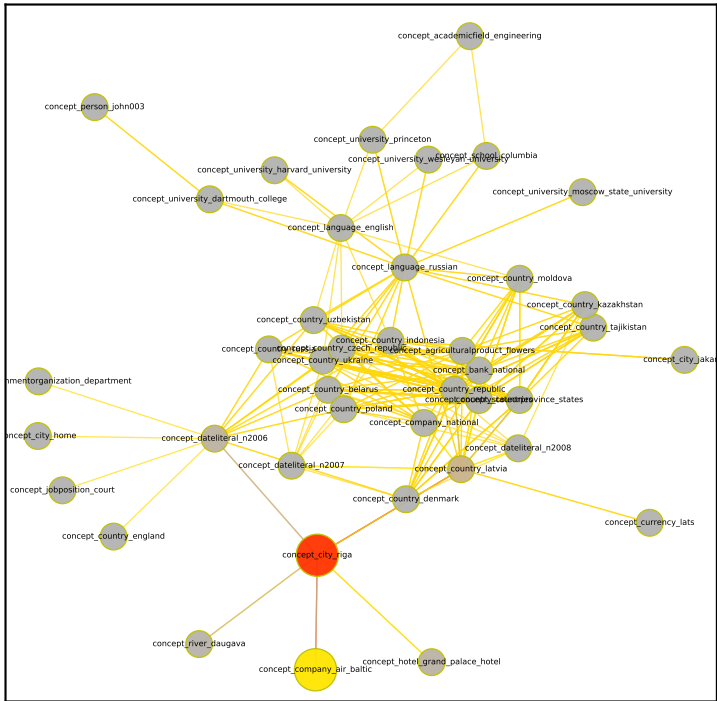 concept_academicfield_engineering
concept_person_john003
concept_university_princeton
concept_school_columbia
concept_university_wesleyan_university
concept_university_harvard_university
concept_university_moscow_state_university
concept_university_dartmouth_college
concept_language_english
concept_language_russian
concept_country_moldova
concept_country_kazakhstan
concept_country_uzbekistan
concept_country_tajikistan
concept_country_indonesia
concept_country_czech_republic
concept_agriculturalproduct_flowers
concept_city_jakar
concept_country_ukraine
concept_bank_national
nmentorganization_department
concept_country_belarus
concept_country_republic
concept_country_poland
concept_company_national
ncept_city_home
concept_dateliteral_n2006
concept_dateliteral_n2008
concept_dateliteral_n2007
concept_country_latvia
concept_jobposition_court
concept_country_denmark
concept_currency_lats
concept_country_england
concept_city_riga
concept_river_daugava
concept_hotel_grand_palace_hotel
concept_company_air_baltic